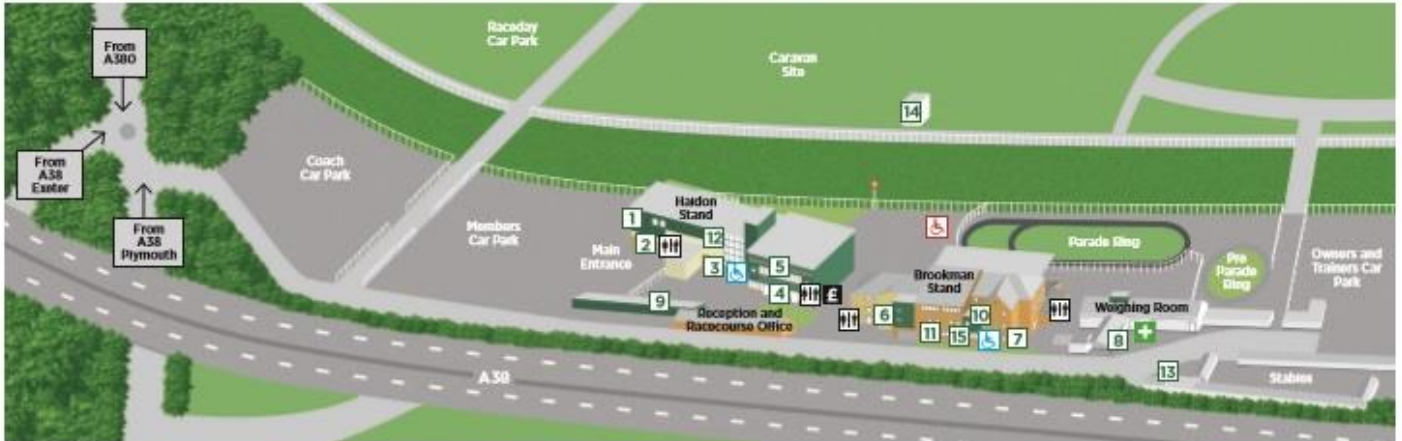 From
A380
Raceday
Car Park
Caravan
Site
14
From
A38
Exeter
Coach
Car Park
From
A38
Plymouth
Members
Car Park
Main
Entrance
Haldon
Stand
1
2
12
3
5
4
£
9
Reception and
Racecourse Office
Brookman
Stand
6
11
10
15
7
Parade Ring
Pre
Parade
Ring
Owners and
Trainers Car
Park
Weighing Room
8
13
Stables
A38